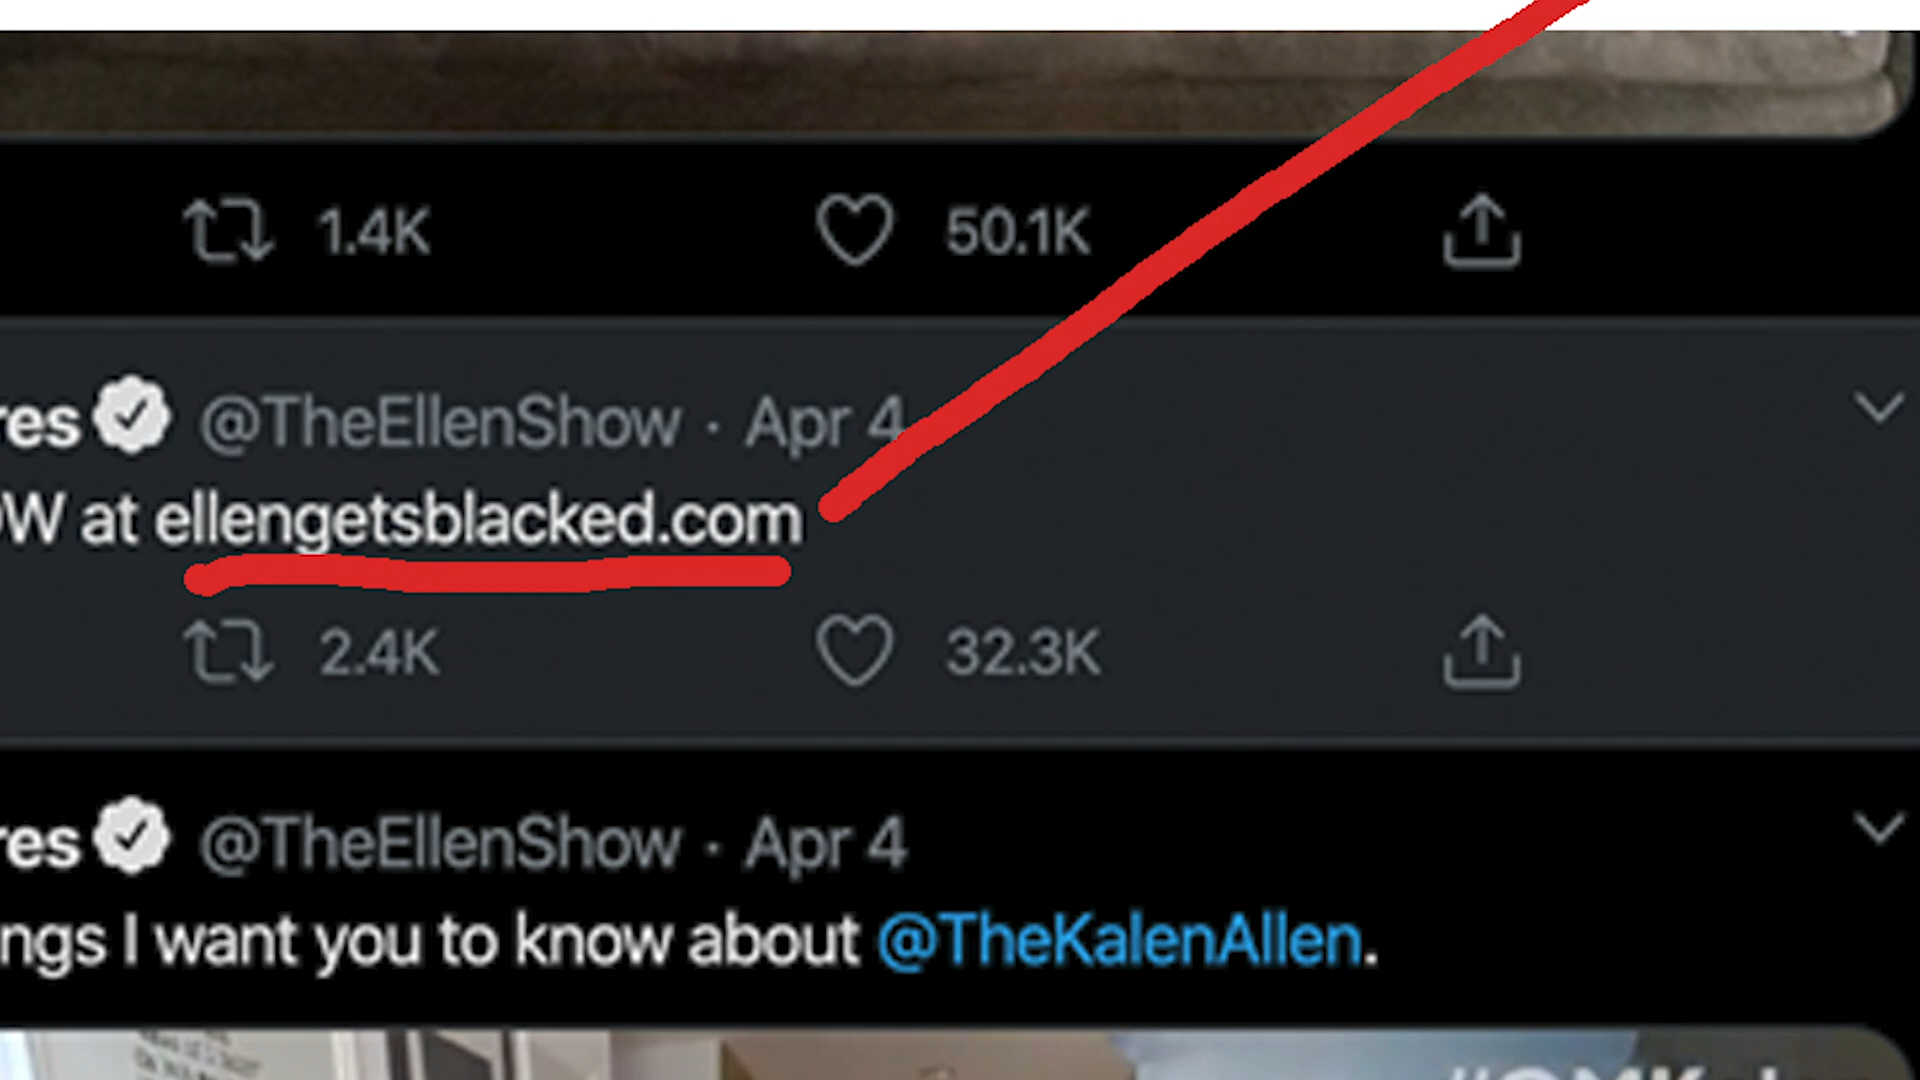 1.4K 50.1K
res @TheEllenShow · Apr 4
OW at ellengetsblacked.com
2.4K 32.3K
res @TheEllenShow · Apr 4
ngs I want you to know about @TheKalenAllen.